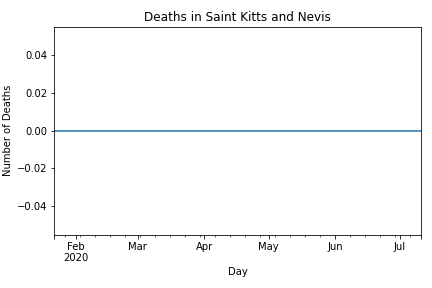 Deaths in Saint Kitts and Nevis
0.04
0.02
0.00
−0.02
−0.04
Number of Deaths
Feb Mar Apr May Jun Jul
2020
Day